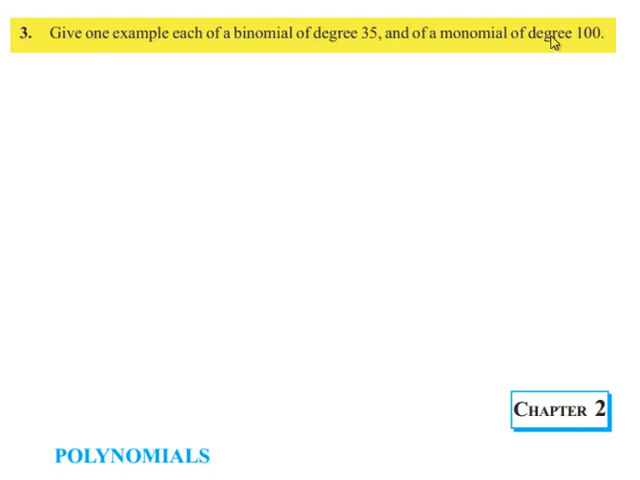 3. Give one example each of a binomial of degree 35, and of a monomial of degree 100.
CHAPTER 2
POLYNOMIALS